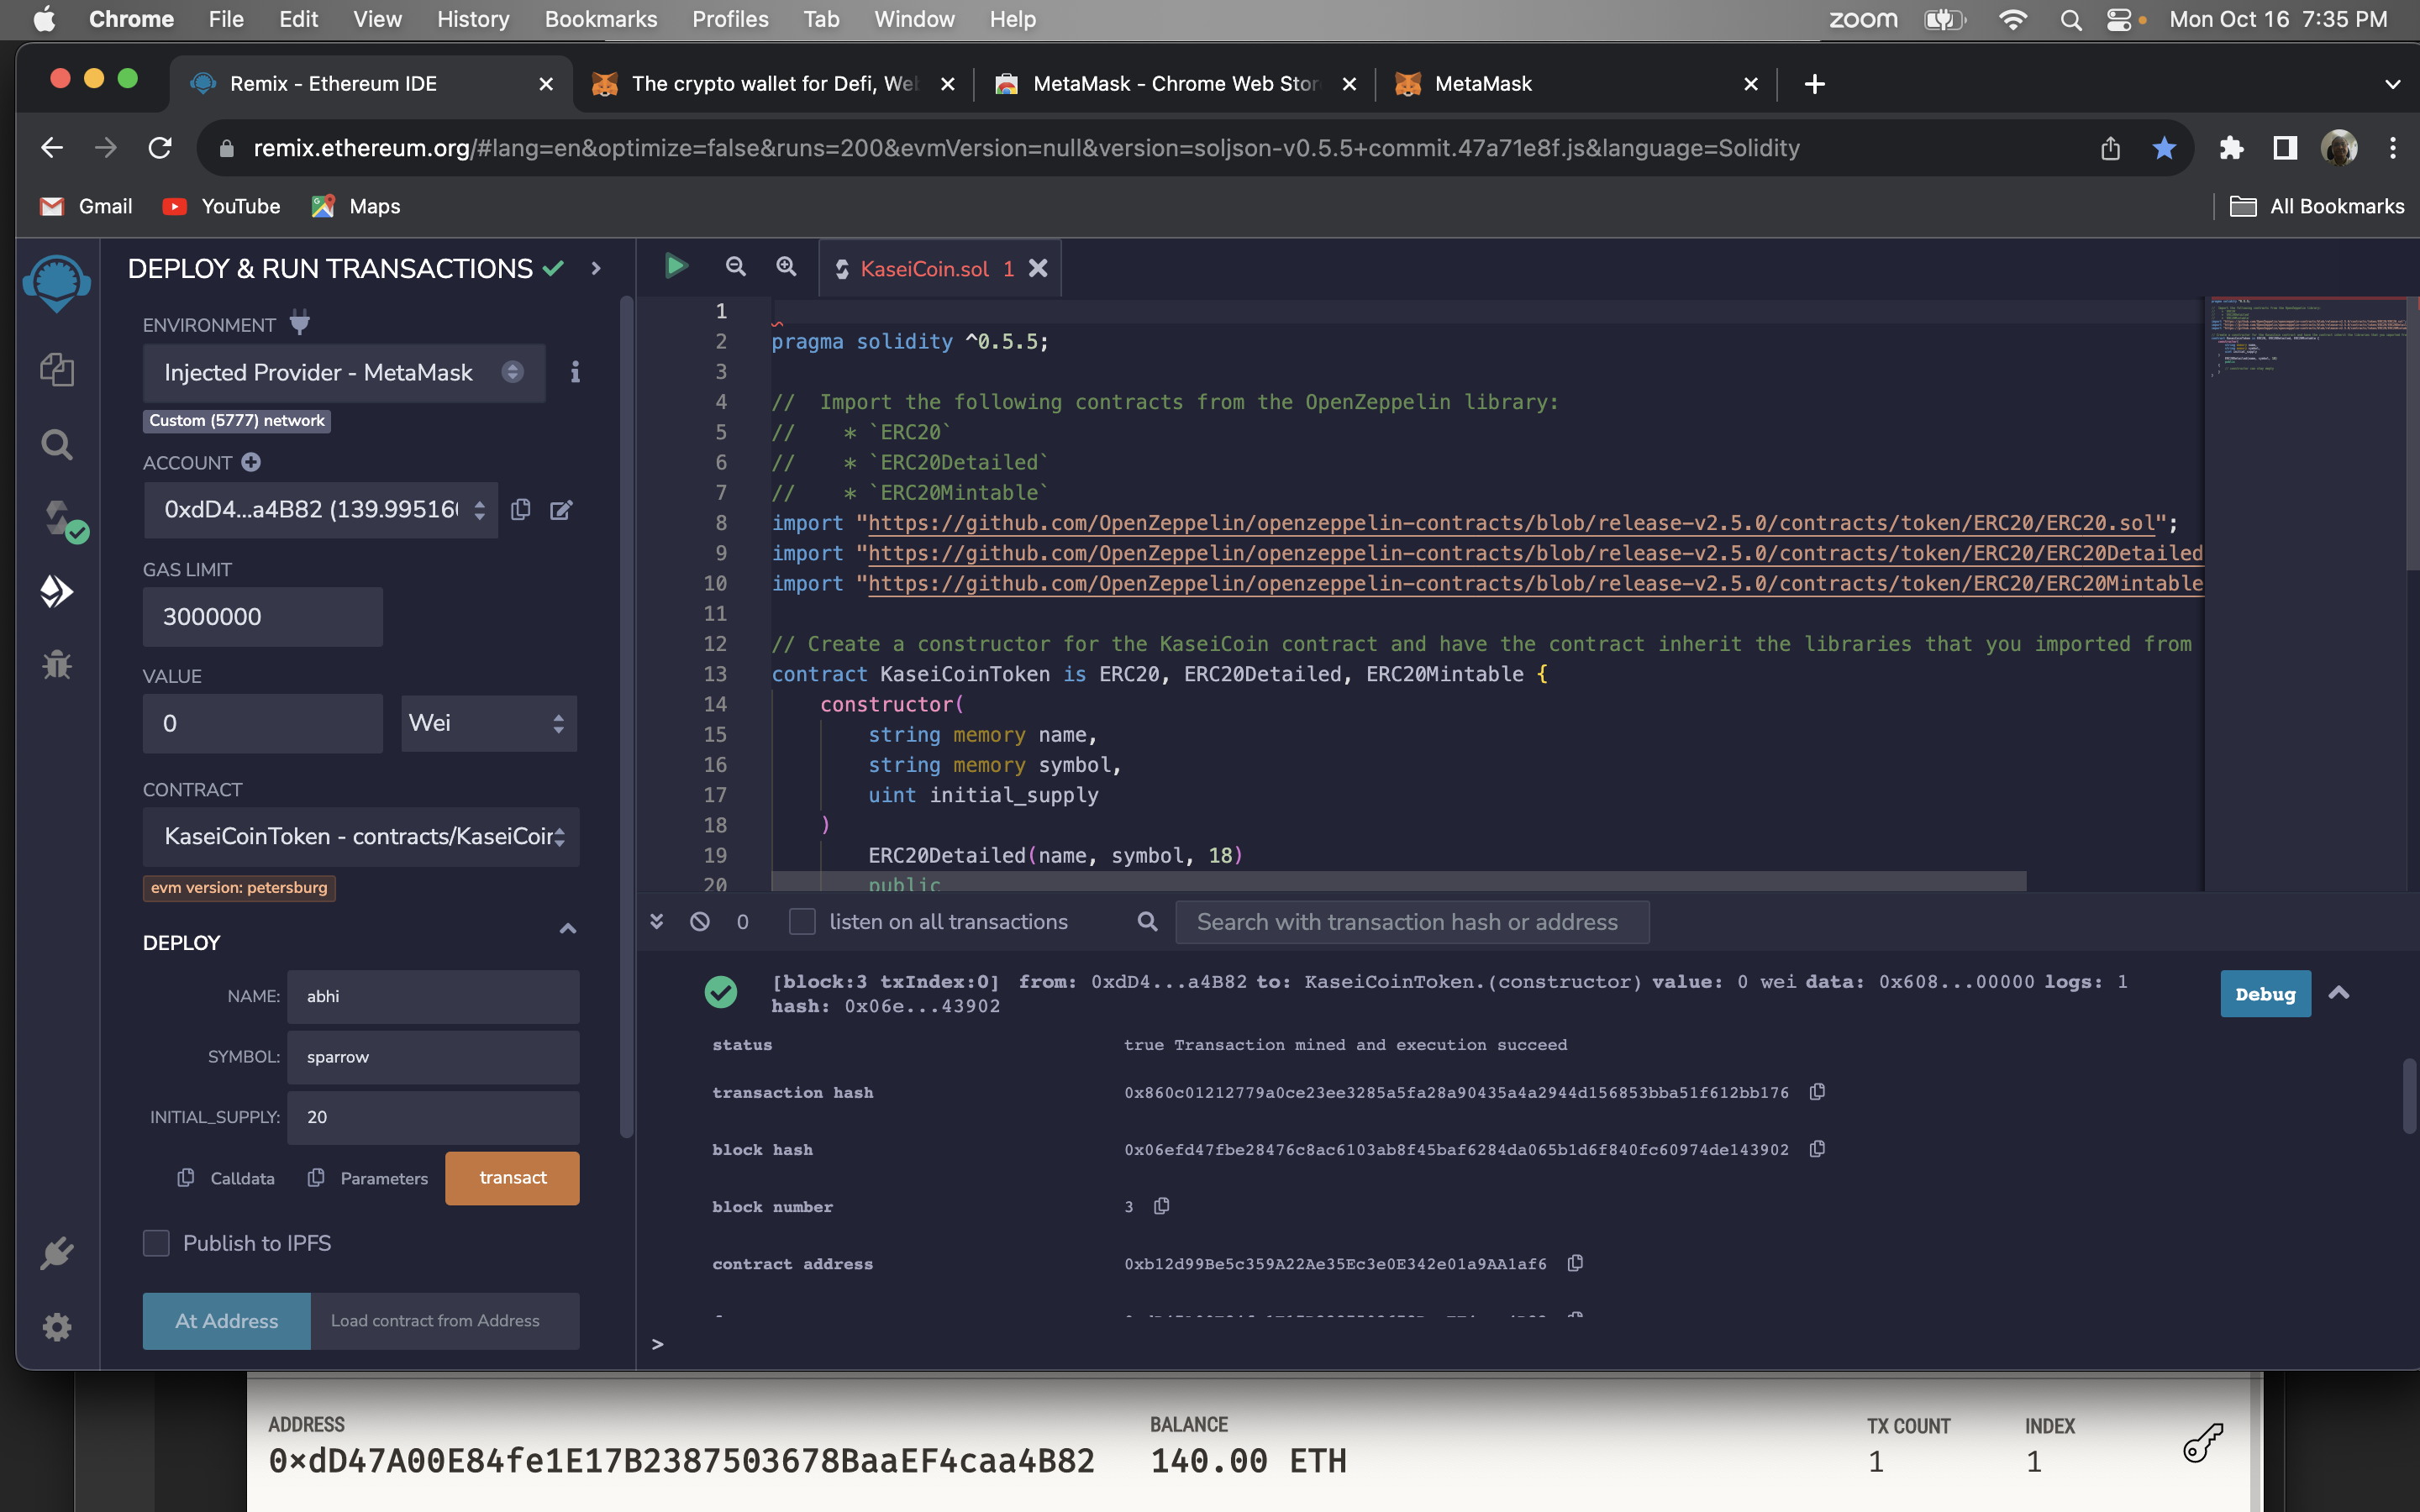 Chrome File Edit View History Bookmarks Profiles Tab Window Help zoom Mon Oct 16 7:35 PM
Remix - Ethereum IDE The crypto wallet for Defi, Web MetaMask - Chrome Web Stor MetaMask
remix.ethereum.org/#lang=en&optimize=false&runs=200&evmVersion=null&version=soljson-v0.5.5+commit.47a71e8f.js&language=Solidity
Gmail YouTube Maps All Bookmarks
DEPLOY & RUN TRANSACTIONS
ENVIRONMENT
Injected Provider - MetaMask
Custom (5777) network
ACCOUNT
0xdD4...a4B82 (139.99516
GAS LIMIT
3000000
VALUE
0 Wei
CONTRACT
KaseiCoinToken - contracts/KaseiCoin
evm version: petersburg
DEPLOY
NAME: abhi
SYMBOL: sparrow
INITIAL_SUPPLY: 20
Calldata Parameters transact
Publish to IPFS
At Address Load contract from Address
KaseiCoin.sol 1
1
2 pragma solidity ^0.5.5;
3
4 //  Import the following contracts from the OpenZeppelin library:
5 //    * `ERC20`
6 //    * `ERC20Detailed`
7 //    * `ERC20Mintable`
8 import "https://github.com/OpenZeppelin/openzeppelin-contracts/blob/release-v2.5.0/contracts/token/ERC20/ERC20.sol";
9 import "https://github.com/OpenZeppelin/openzeppelin-contracts/blob/release-v2.5.0/contracts/token/ERC20/ERC20Detailed
10 import "https://github.com/OpenZeppelin/openzeppelin-contracts/blob/release-v2.5.0/contracts/token/ERC20/ERC20Mintable
11
12 // Create a constructor for the KaseiCoin contract and have the contract inherit the libraries that you imported from
13 contract KaseiCoinToken is ERC20, ERC20Detailed, ERC20Mintable {
14 constructor(
15 string memory name,
16 string memory symbol,
17 uint initial_supply
18 )
19 ERC20Detailed(name, symbol, 18)
20 public
0 listen on all transactions Search with transaction hash or address
[block:3 txIndex:0] from: 0xdD4...a4B82 to: KaseiCoinToken.(constructor) value: 0 wei data: 0x608...00000 logs: 1
hash: 0x06e...43902
Debug
status true Transaction mined and execution succeed
transaction hash 0x860c01212779a0ce23ee3285a5fa28a90435a4a2944d156853bba51f612bb176
block hash 0x06efd47fbe28476c8ac6103ab8f45baf6284da065b1d6f840fc60974de143902
block number 3
contract address 0xb12d99Be5c359A22Ae35Ec3e0E342e01a9AA1af6
>
ADDRESS BALANCE TX COUNT INDEX
0×dD47A00E84fe1E17B2387503678BaaEF4caa4B82 140.00 ETH 1 1